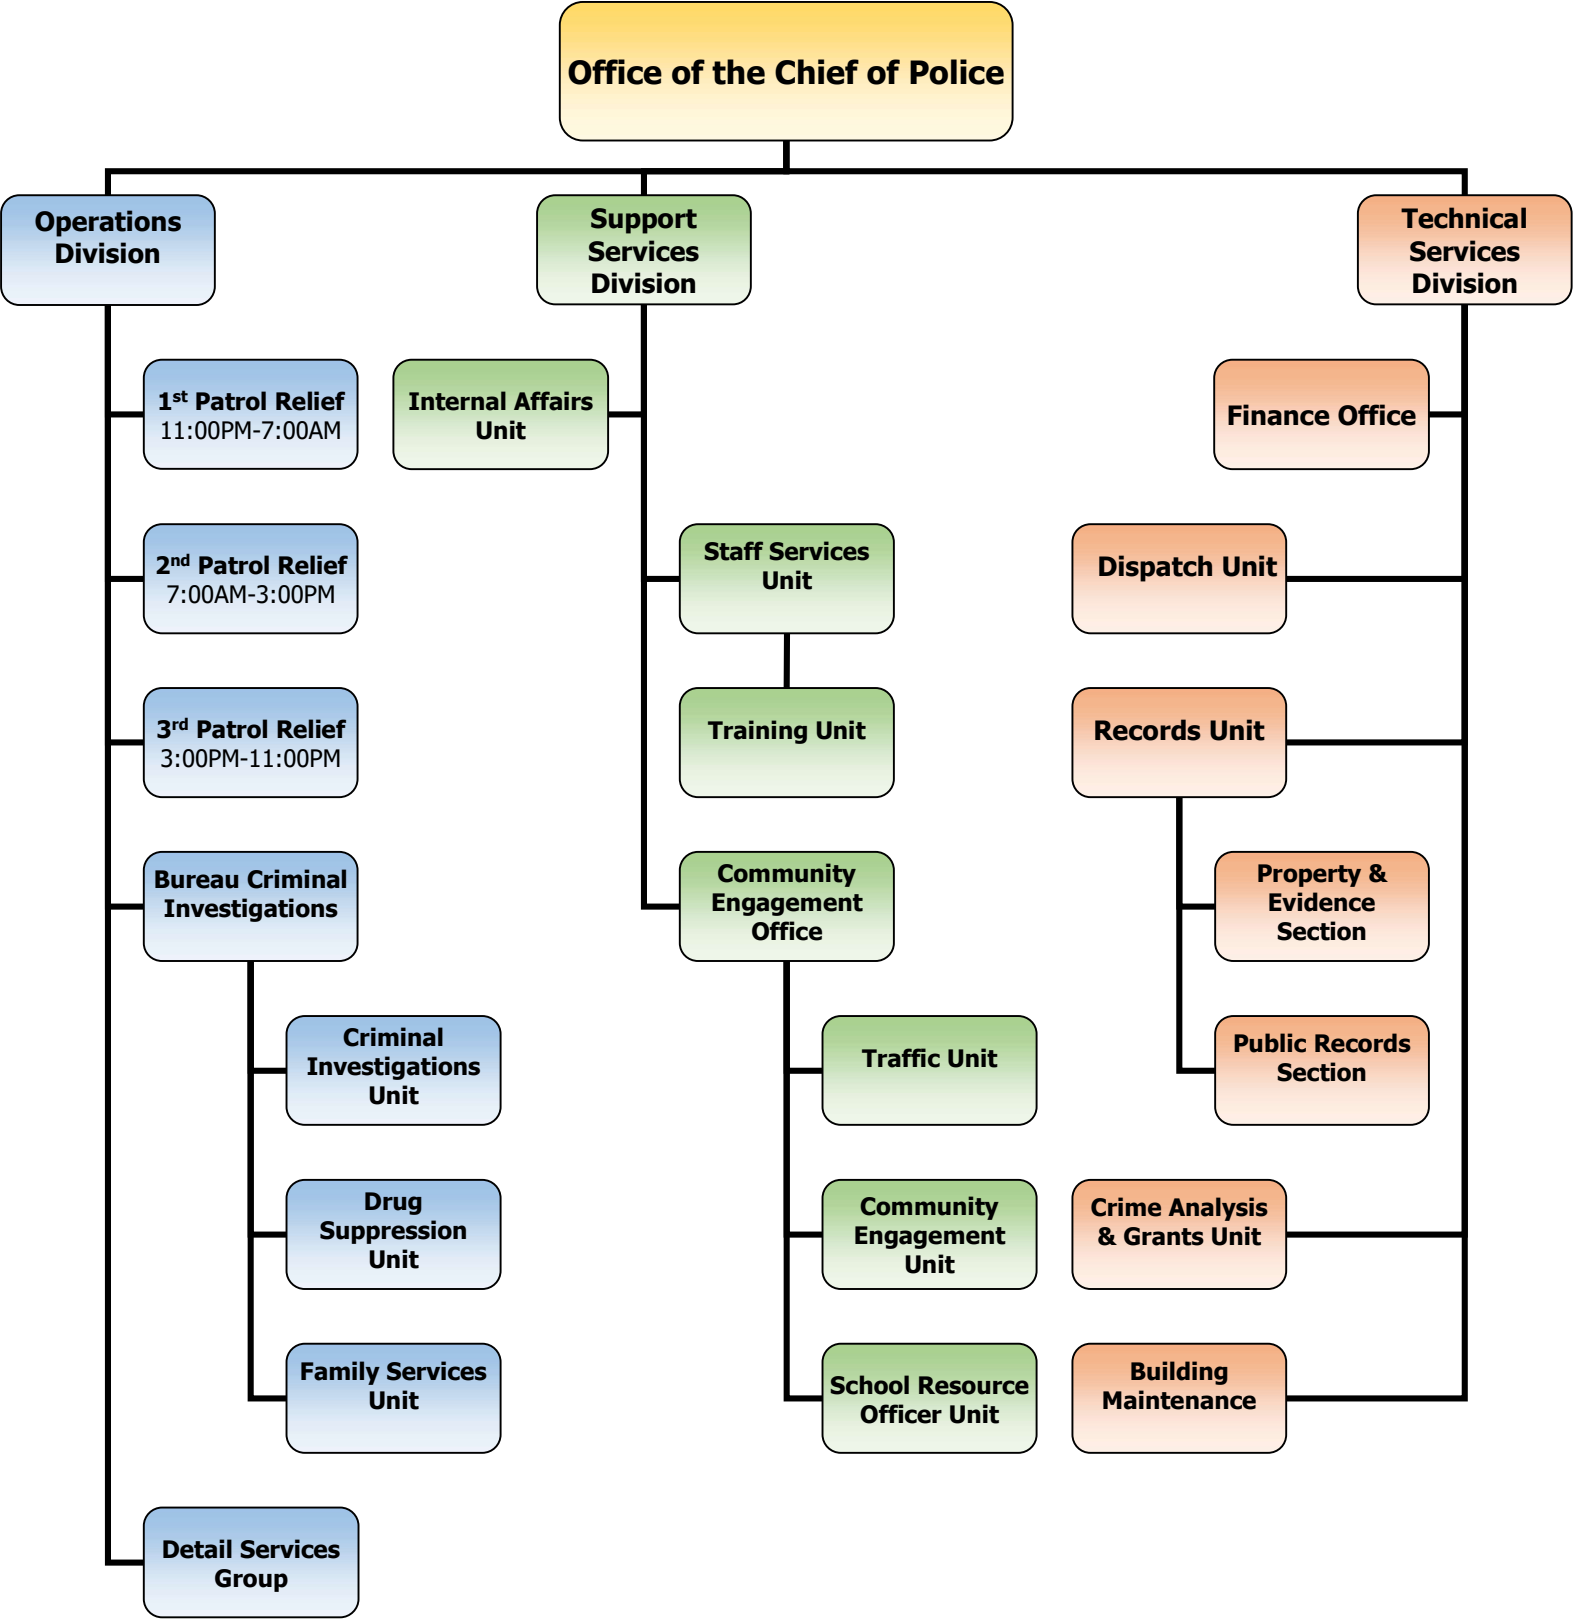 Office of the Chief of Police
Operations
Division
Support
Services
Division
Technical
Services
Division
1st Patrol Relief
11:00PM-7:00AM
Internal Affairs
Unit
Finance Office
2nd Patrol Relief
7:00AM-3:00PM
Staff Services
Unit
Dispatch Unit
3rd Patrol Relief
3:00PM-11:00PM
Training Unit
Records Unit
Bureau Criminal
Investigations
Community
Engagement
Office
Property &
Evidence
Section
Criminal
Investigations
Unit
Traffic Unit
Public Records
Section
Drug
Suppression
Unit
Community
Engagement
Unit
Crime Analysis
& Grants Unit
Family Services
Unit
School Resource
Officer Unit
Building
Maintenance
Detail Services
Group